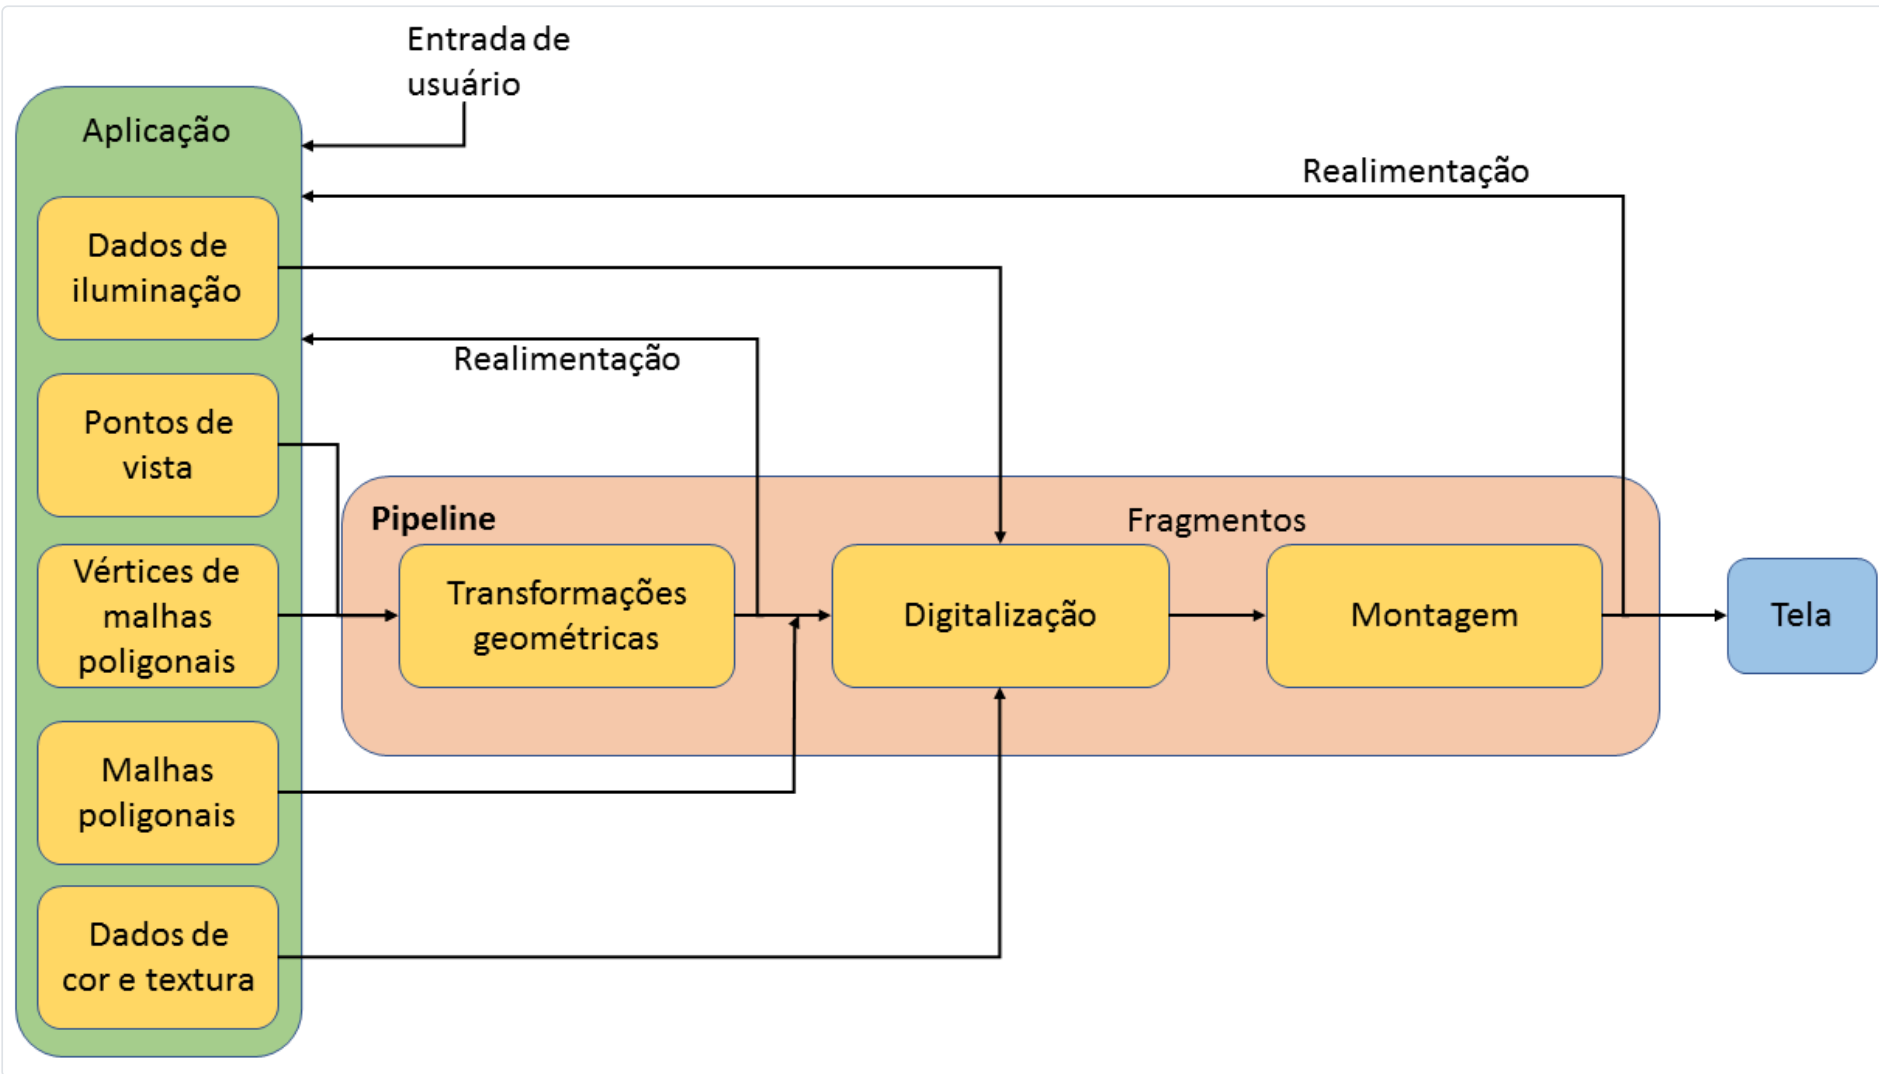 Entrada de
usuário
Aplicação
Realimentação
Dados de
iluminação
Realimentação
Pontos de
vista
Pipeline
Fragmentos
Vértices de
malhas
poligonais
Transformações
geométricas
Digitalização
Montagem
Tela
Malhas
poligonais
Dados de
cor e textura